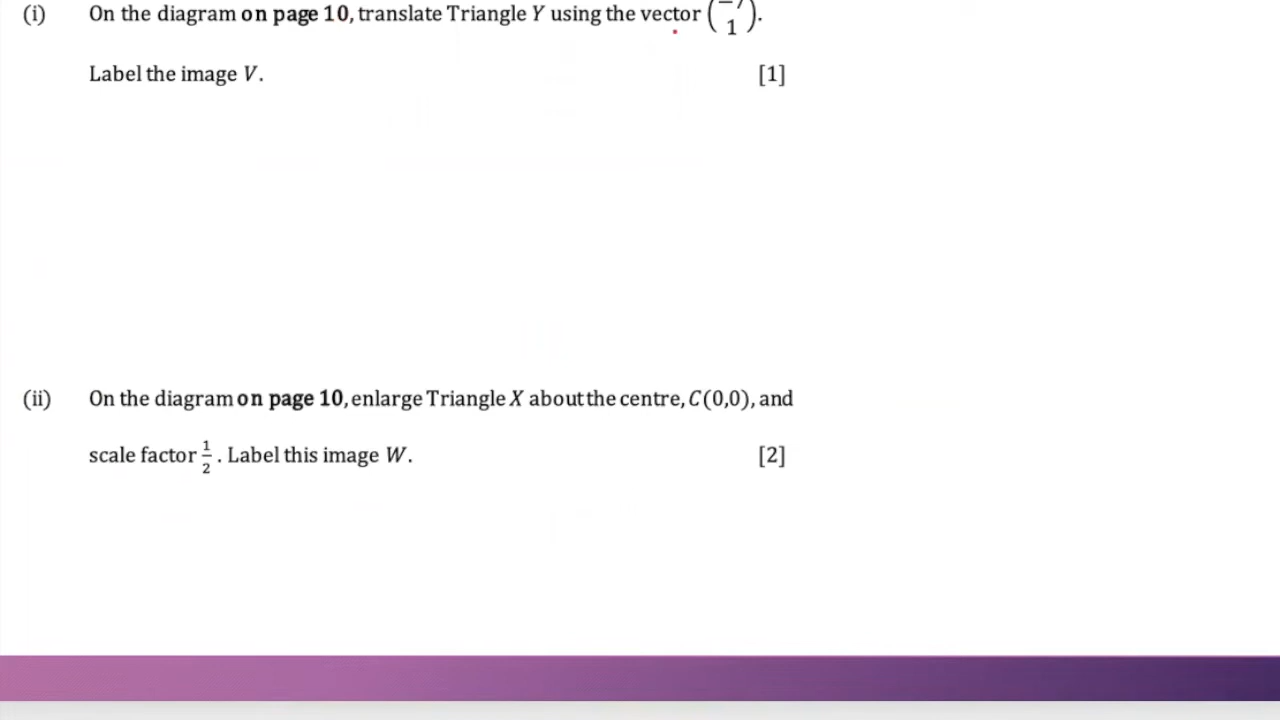 (i) On the diagram on page 10, translate Triangle Y using the vector ( 1 ).
Label the image V. [1]
(ii) On the diagram on page 10, enlarge Triangle X about the centre, C(0,0), and
scale factor 1/2 . Label this image W. [2]